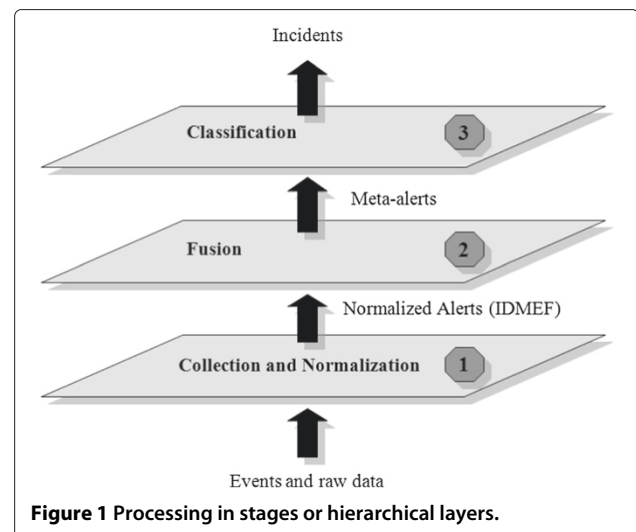 Incidents
Classification 3
Meta-alerts
Fusion 2
Normalized Alerts (IDMEF)
Collection and Normalization 1
Events and raw data
Figure 1 Processing in stages or hierarchical layers.